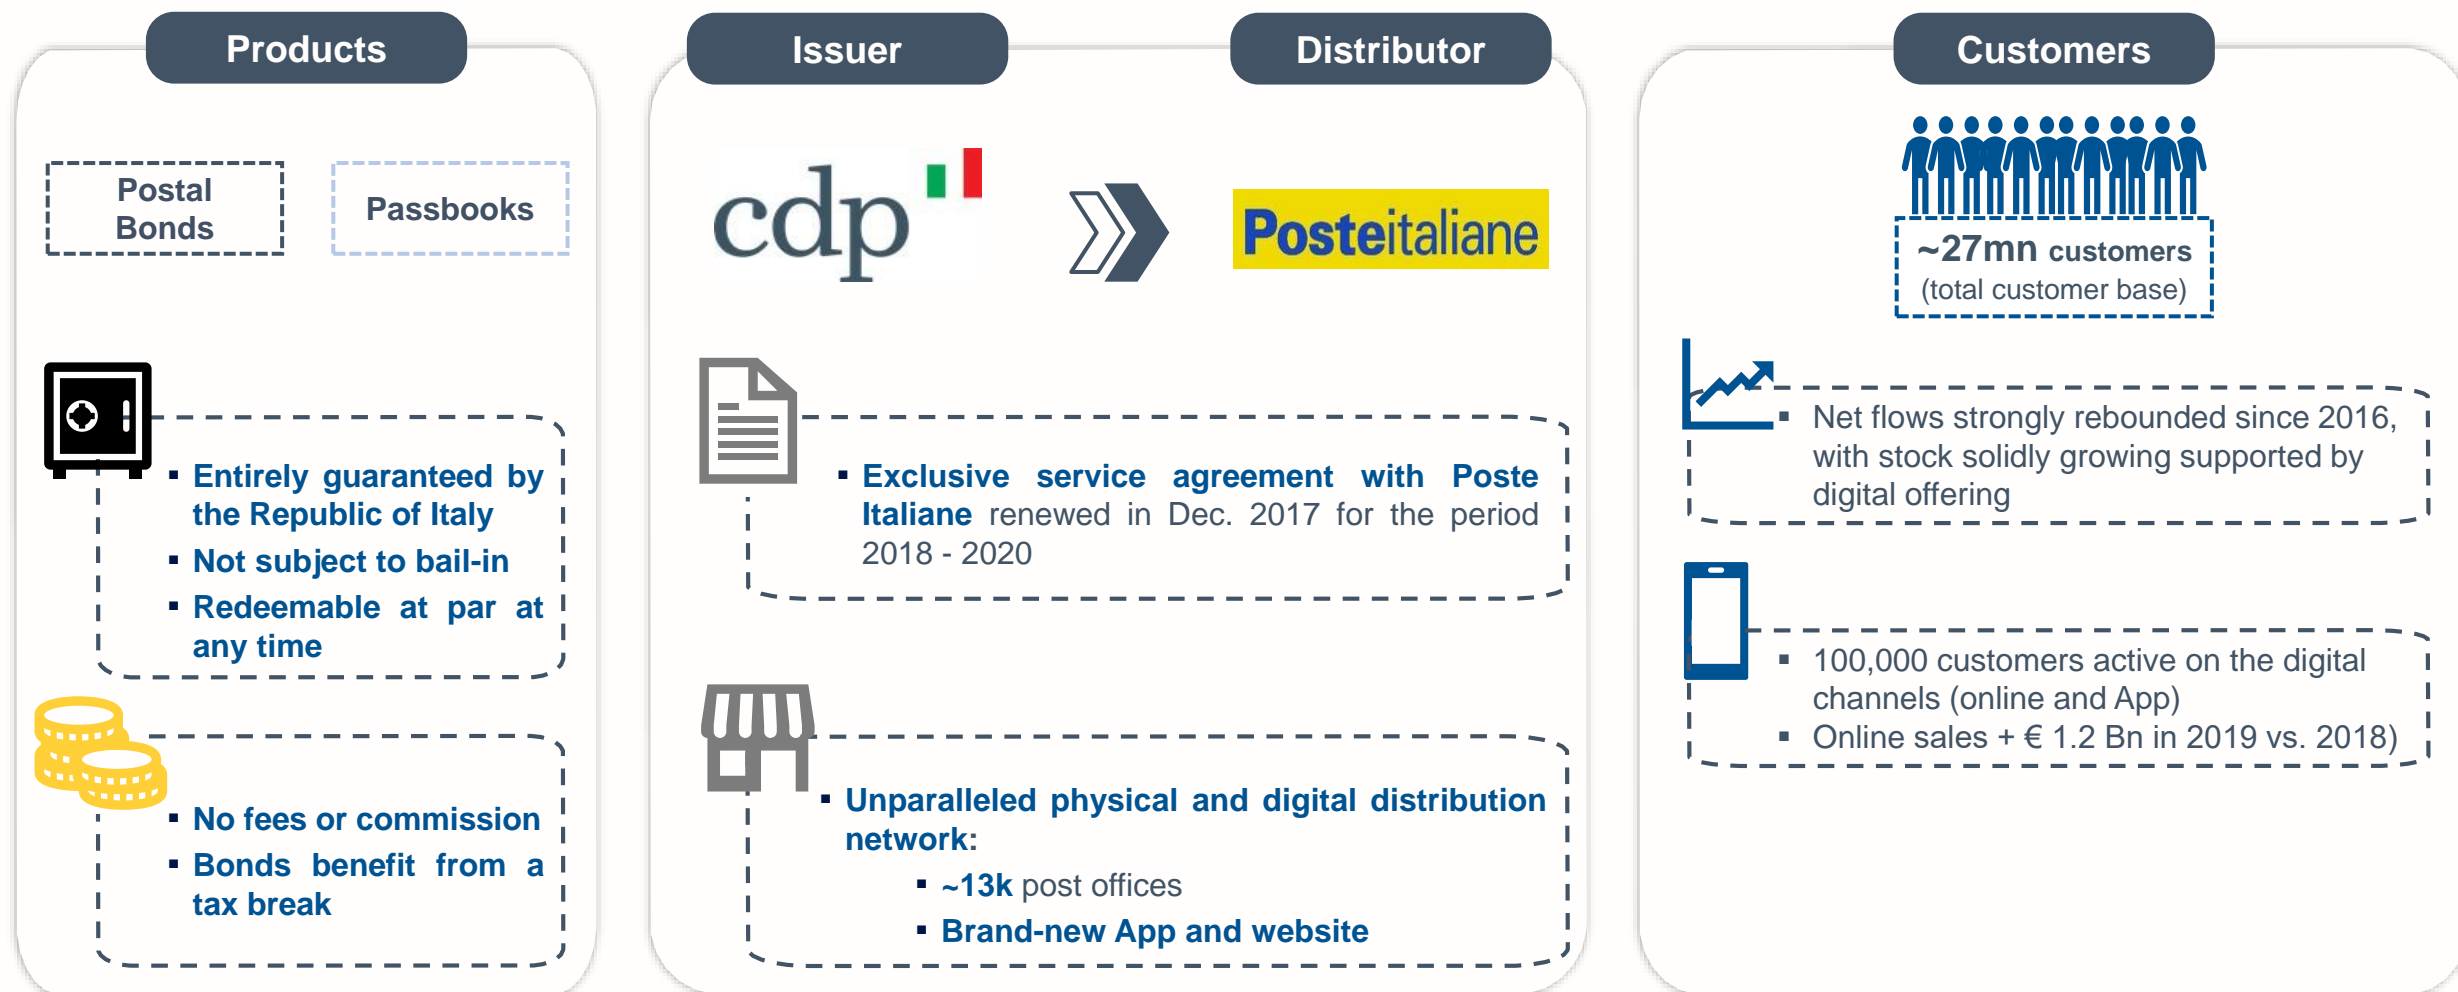 Products
Postal
Bonds
Passbooks
▪ Entirely guaranteed by
the Republic of Italy
▪ Not subject to bail-in
▪ Redeemable at par at
any time
▪ No fees or commission
▪ Bonds benefit from a
tax break
Issuer
Distributor
cdp
Posteitaliane
▪ Exclusive service agreement with Poste
Italiane renewed in Dec. 2017 for the period
2018 - 2020
▪ Unparalleled physical and digital distribution
network:
▪ ~13k post offices
▪ Brand-new App and website
Customers
~27mn customers
(total customer base)
▪ Net flows strongly rebounded since 2016,
with stock solidly growing supported by
digital offering
▪ 100,000 customers active on the digital
channels (online and App)
▪ Online sales + € 1.2 Bn in 2019 vs. 2018)